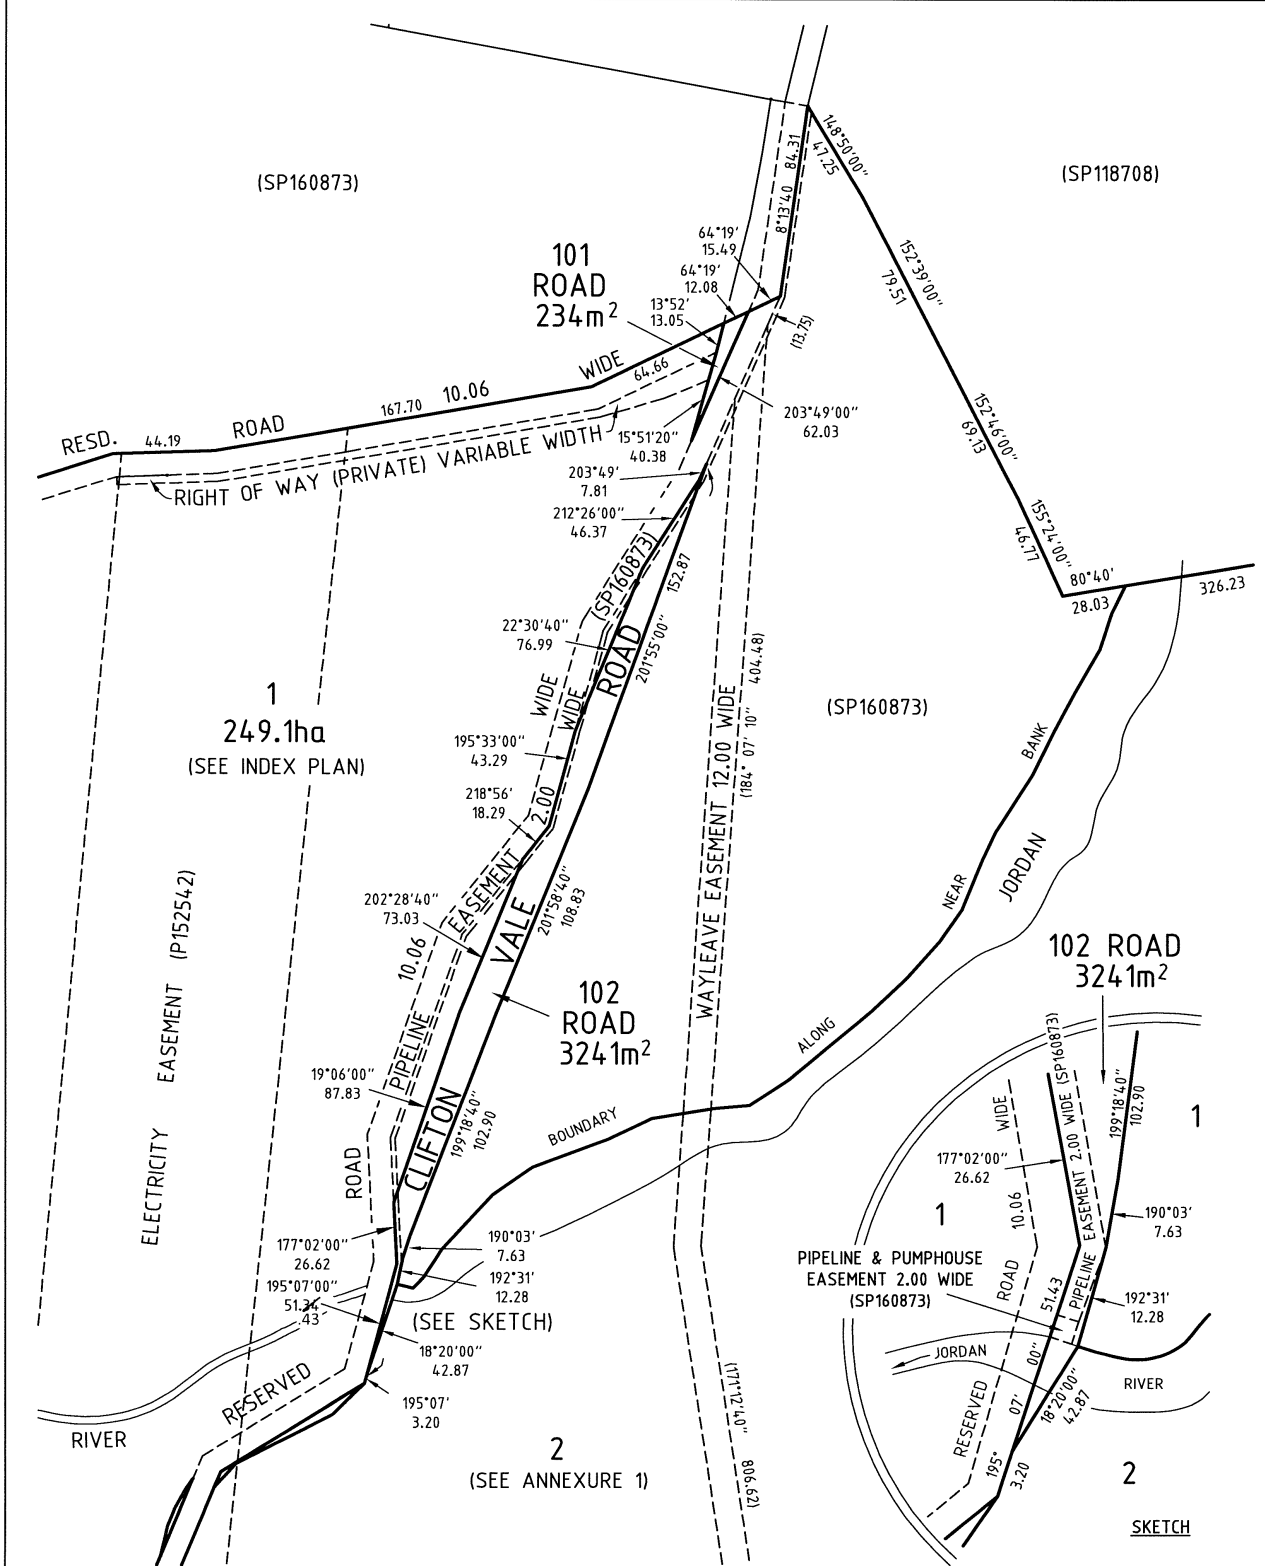 (SP160873)
(SP118708)
148°50'00"
47.25
84.31
8°13'40
64°19'
15.49
64°19'
12.08
13°52'
13.05
101
ROAD
234m²
152°39'00"
79.51
(13.75)
WIDE
64.66
10.06
167.70
ROAD
44.19
RESD.
RIGHT OF WAY (PRIVATE) VARIABLE WIDTH
15°51'20"
40.38
203°49'00"
62.03
152°46'00"
69.13
203°49'
7.81
212°26'00"
46.37
155°24'00"
46.77
80°40'
28.03
326.23
(SP160873)
152.87
201°55'00"
22°30'40"
76.99
ROAD
WIDE
WIDE
1
249.1ha
(SEE INDEX PLAN)
195°33'00"
43.29
218°56'
18.29
2.00
WAYLEAVE EASEMENT 12.00 WIDE
(184° 07' 10" 404.48)
(SP160873)
BANK
NEAR
JORDAN
ELECTRICITY EASEMENT (P152542)
202°28'40"
73.03
EASEMENT
VALE
201°58'40"
108.83
10.06
102
ROAD
3241m²
102 ROAD
3241m²
ALONG
BOUNDARY
19°06'00"
87.83
PIPELINE
CLIFTON
199°18'40"
102.90
ROAD
177°02'00"
26.62
195°07'00"
51.34
.43
190°03'
7.63
192°31'
12.28
(SEE SKETCH)
18°20'00"
42.87
195°07'
3.20
RESERVED
RIVER
2
(SEE ANNEXURE 1)
(171°12'40" 806.62)
WIDE
EASEMENT 2.00 WIDE (SP160873)
199°18'40"
102.90
1
177°02'00"
26.62
10.06
1
190°03'
7.63
PIPELINE & PUMPHOUSE
EASEMENT 2.00 WIDE
(SP160873)
ROAD
51.43
PIPELINE
192°31'
12.28
JORDAN
RIVER
00"
18°20'00"
42.87
07'
RESERVED
195°
3.20
2
SKETCH